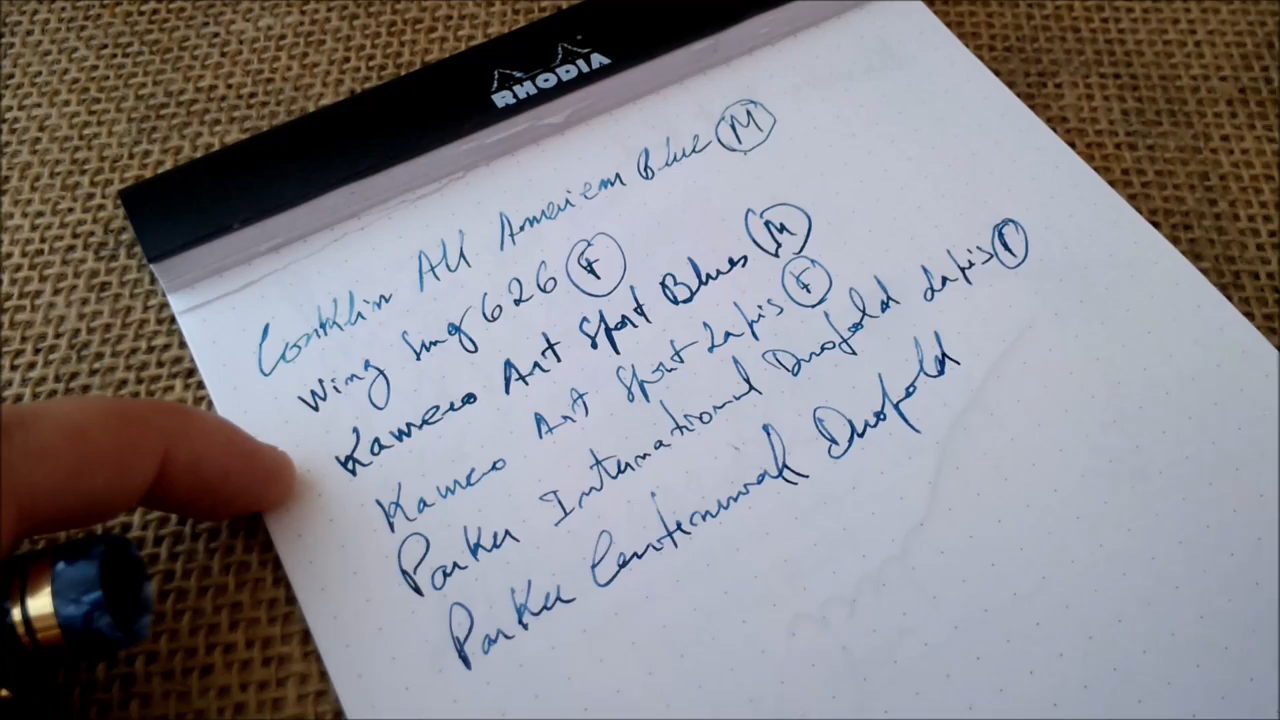 RHODIA
Conklin All American Blue M
Wing Sung 626 F
Kaweco Art Sport Blues M
Kaweco Art Sport Lapis F
Parker International Duofold Lapis F
Parker Centennial Duofold